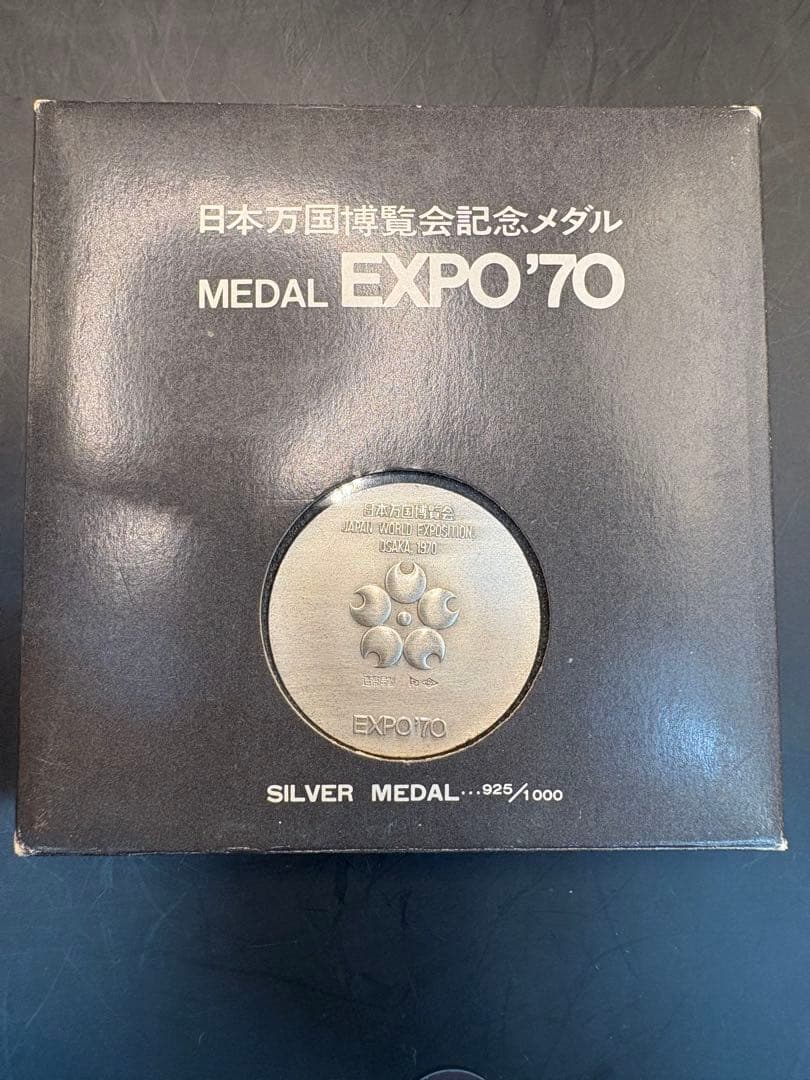 日本万国博覧会記念メダル
MEDAL EXPO'70
日本万国博覧会
JAPAN WORLD EXPOSITION
OSAKA 1970
EXPO'70
SILVER MEDAL...925/1000